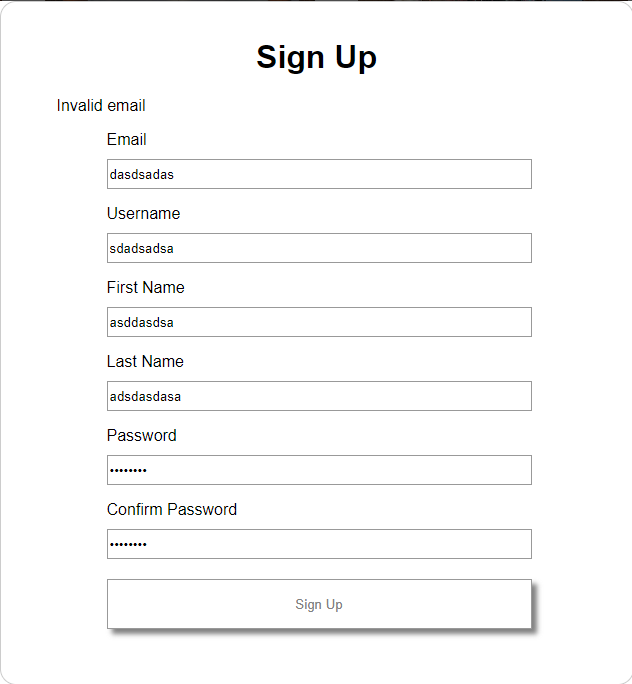 Sign Up
Invalid email
Email
dasdsadas
Username
sdadsadsa
First Name
asddasdsa
Last Name
adsdasdasa
Password
••••••••
Confirm Password
••••••••
Sign Up